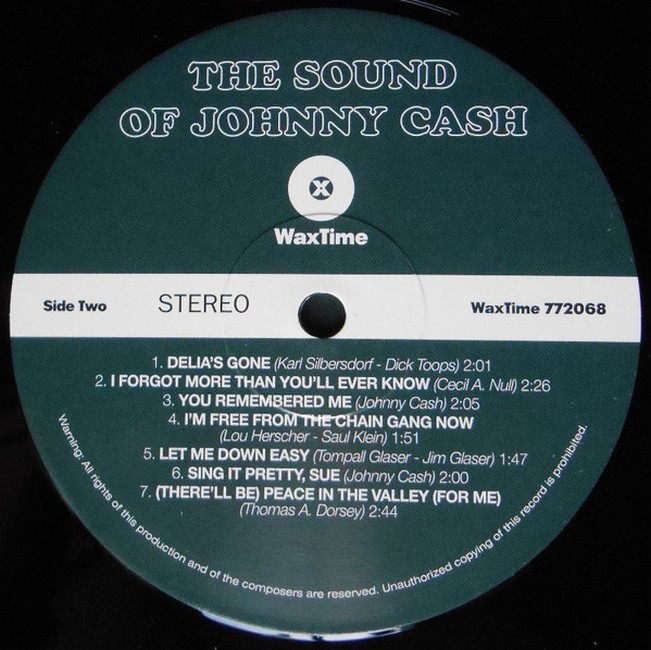 THE SOUND
OF JOHNNY CASH
X
WaxTime
Side Two
STEREO
WaxTime 772068
1. DELIA'S GONE (Karl Silbersdorf - Dick Toops) 2:01
2. I FORGOT MORE THAN YOU'LL EVER KNOW (Cecil A. Null) 2:26
3. YOU REMEMBERED ME (Johnny Cash) 2:05
4. I'M FREE FROM THE CHAIN GANG NOW
(Lou Herscher - Saul Klein) 1:51
5. LET ME DOWN EASY (Tompall Glaser - Jim Glaser) 1:47
6. SING IT PRETTY, SUE (Johnny Cash) 2:00
7. (THERE'LL BE) PEACE IN THE VALLEY (FOR ME)
(Thomas A. Dorsey) 2:44
Warning: All rights of this production and of the composers are reserved. Unauthorized copying of this record is prohibited.